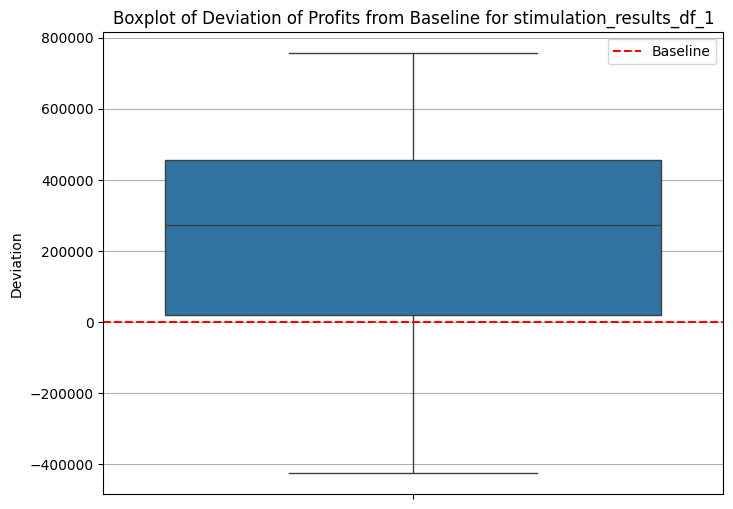 Boxplot of Deviation of Profits from Baseline for stimulation_results_df_1
Baseline
800000
600000
400000
200000
0
−200000
−400000
Deviation